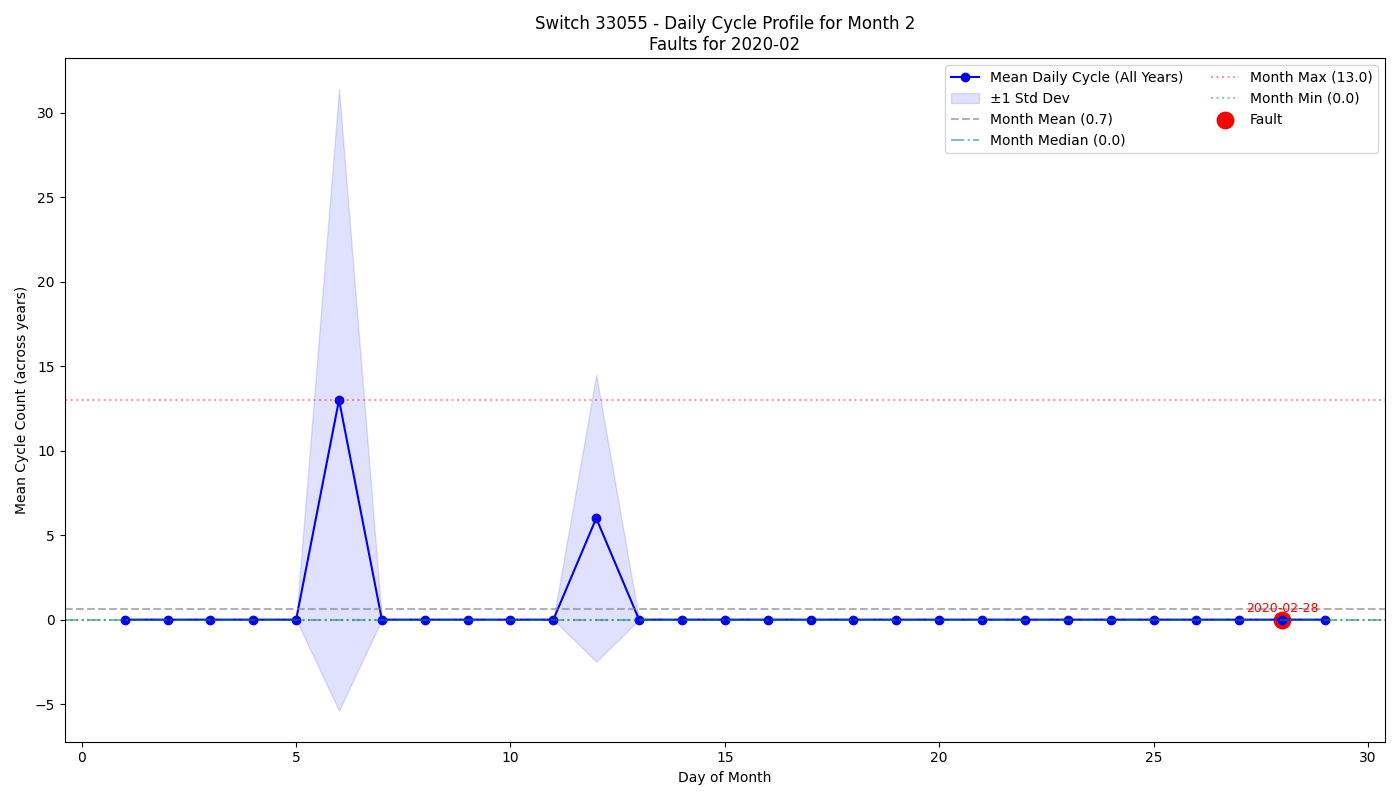 Switch 33055 - Daily Cycle Profile for Month 2
Faults for 2020-02
Mean Daily Cycle (All Years)
±1 Std Dev
Month Mean (0.7)
Month Median (0.0)
Month Max (13.0)
Month Min (0.0)
Fault
Mean Cycle Count (across years)
30
25
20
15
10
5
0
−5
2020-02-28
0
5
10
15
20
25
30
Day of Month